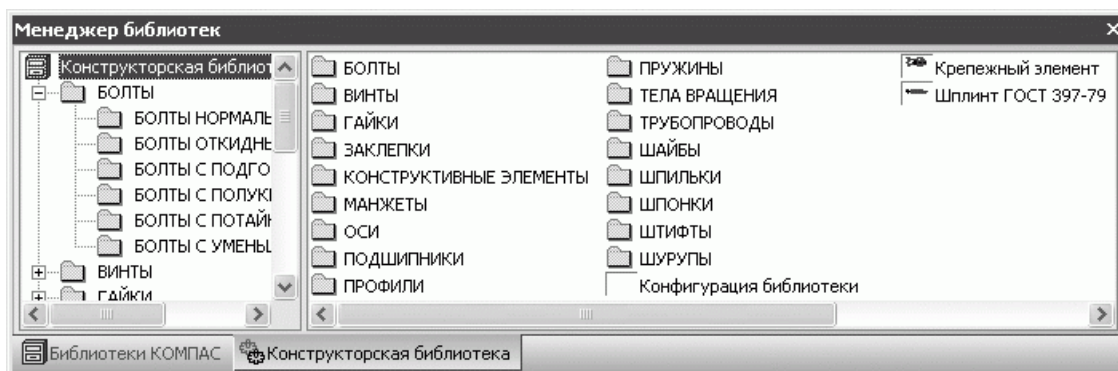 Менеджер библиотек
Конструкторская библиот
БОЛТЫ
БОЛТЫ НОРМАЛЬ
БОЛТЫ ОТКИДНЫ
БОЛТЫ С ПОДГО
БОЛТЫ С ПОЛУК
БОЛТЫ С ПОТАЙ
БОЛТЫ С УМЕНЬ
ВИНТЫ
ГАЙКИ
БОЛТЫ
ВИНТЫ
ГАЙКИ
ЗАКЛЕПКИ
КОНСТРУКТИВНЫЕ ЭЛЕМЕНТЫ
МАНЖЕТЫ
ОСИ
ПОДШИПНИКИ
ПРОФИЛИ
ПРУЖИНЫ
ТЕЛА ВРАЩЕНИЯ
ТРУБОПРОВОДЫ
ШАЙБЫ
ШПИЛЬКИ
ШПОНКИ
ШТИФТЫ
ШУРУПЫ
Конфигурация библиотеки
Крепежный элемент
Шплинт ГОСТ 397-79
Библиотеки КОМПАС
Конструкторская библиотека